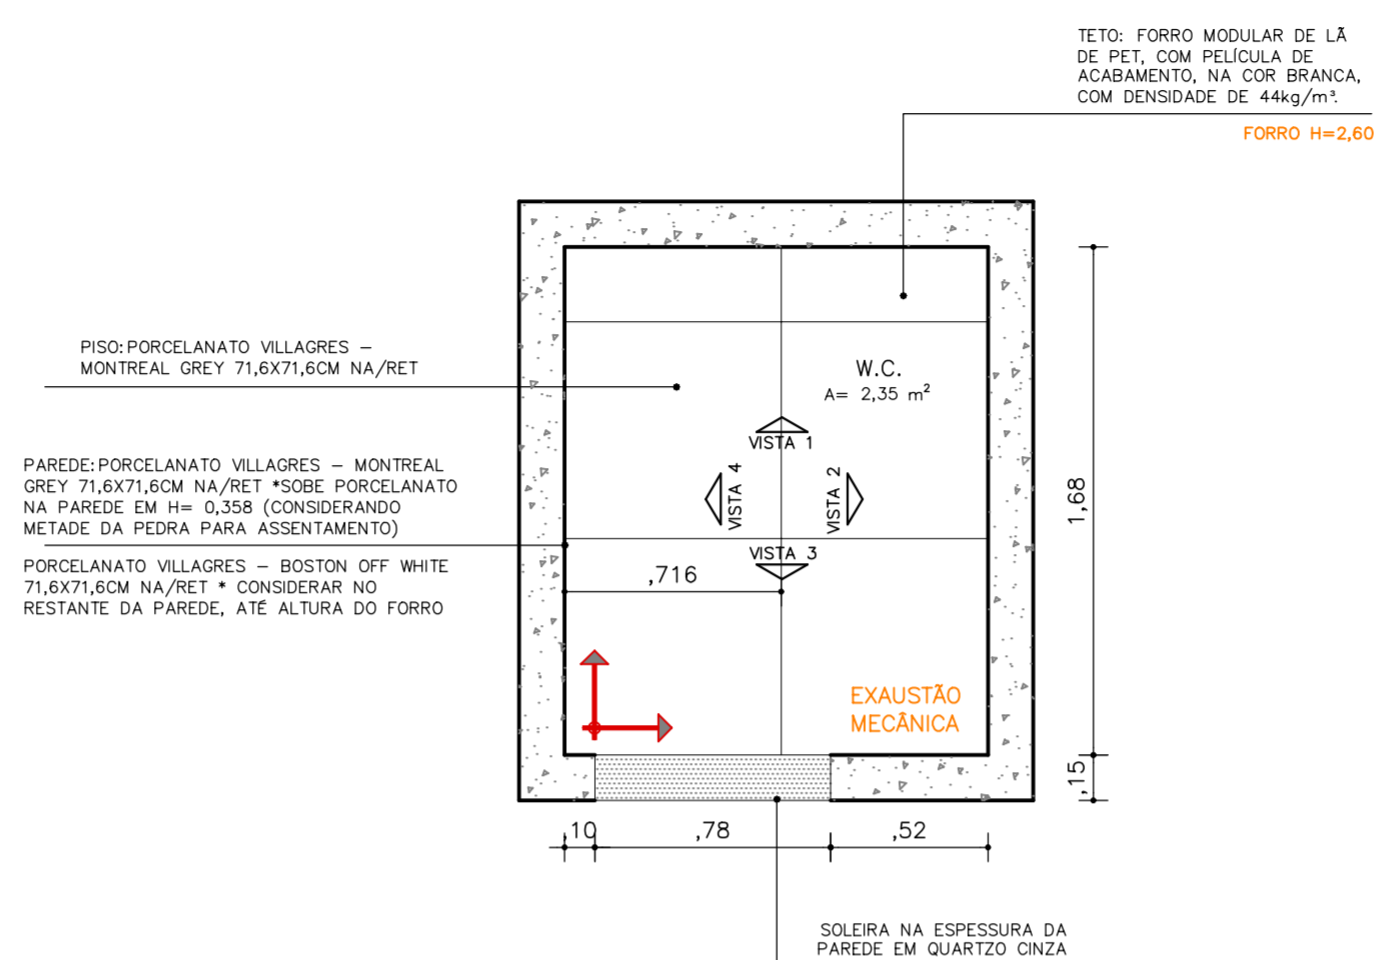 TETO: FORRO MODULAR DE LÃ
DE PET, COM PELÍCULA DE
ACABAMENTO, NA COR BRANCA,
COM DENSIDADE DE 44kg/m³.
FORRO H=2,60
PISO: PORCELANATO VILLAGRES –
MONTREAL GREY 71,6X71,6CM NA/RET
W.C.
A= 2,35 m²
VISTA 1
PAREDE: PORCELANATO VILLAGRES – MONTREAL
GREY 71,6X71,6CM NA/RET *SOBE PORCELANATO
NA PAREDE EM H= 0,358 (CONSIDERANDO
METADE DA PEDRA PARA ASSENTAMENTO)
VISTA 4
VISTA 2
1,68
VISTA 3
PORCELANATO VILLAGRES – BOSTON OFF WHITE
71,6X71,6CM NA/RET * CONSIDERAR NO
RESTANTE DA PAREDE, ATÉ ALTURA DO FORRO
,716
EXAUSTÃO
MECÂNICA
,15
,10
,78
,52
SOLEIRA NA ESPESSURA DA
PAREDE EM QUARTZO CINZA